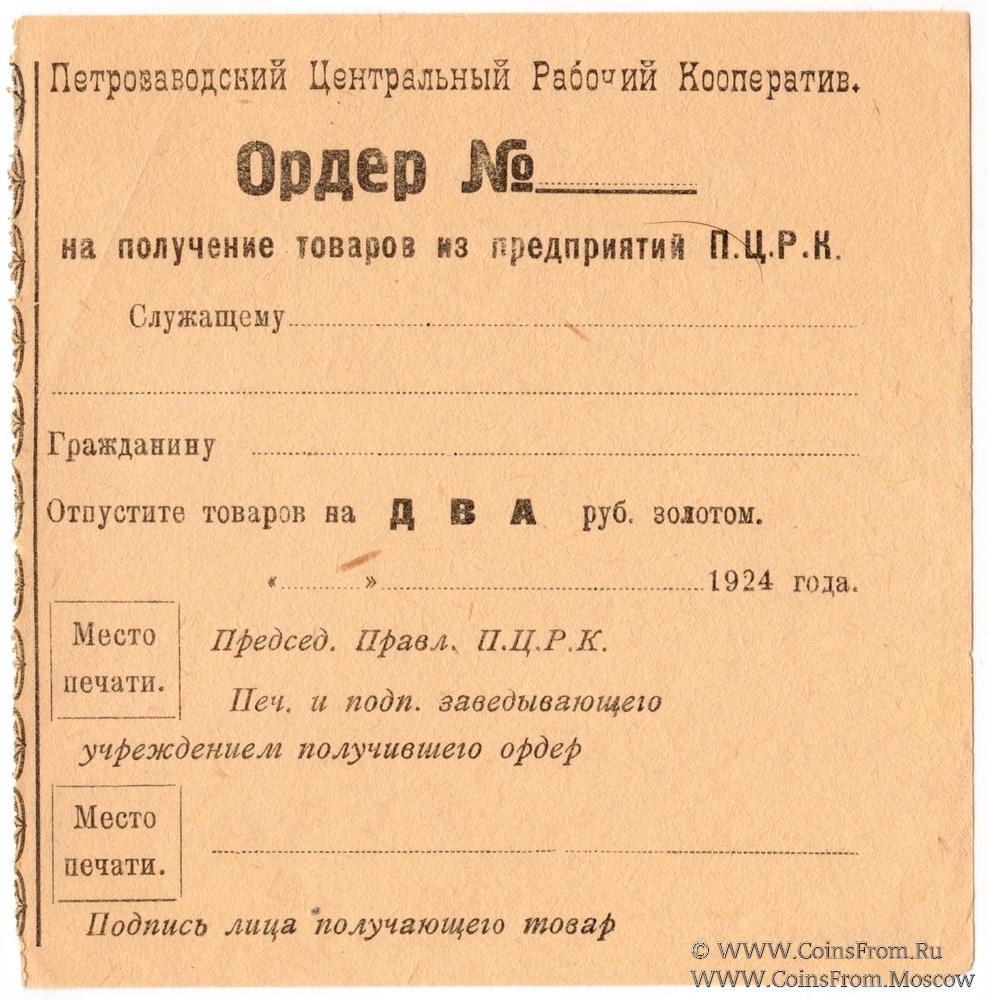 Петрозаводский Центральный Рабочий Кооператив.
Ордер №
на получение товаров из предприятий П.Ц.Р.К.
Служащему
Гражданину
Отпустите товаров на ДВА руб. золотом.
« » 1924 года.
Место
печати.
Председ. Правл. П.Ц.Р.К.
Печ. и подп. заведывающего
учреждением получившего ордер
Место
печати.
Подпись лица получающего товар
© WWW.CoinsFrom.Ru
WWW.CoinsFrom.Moscow